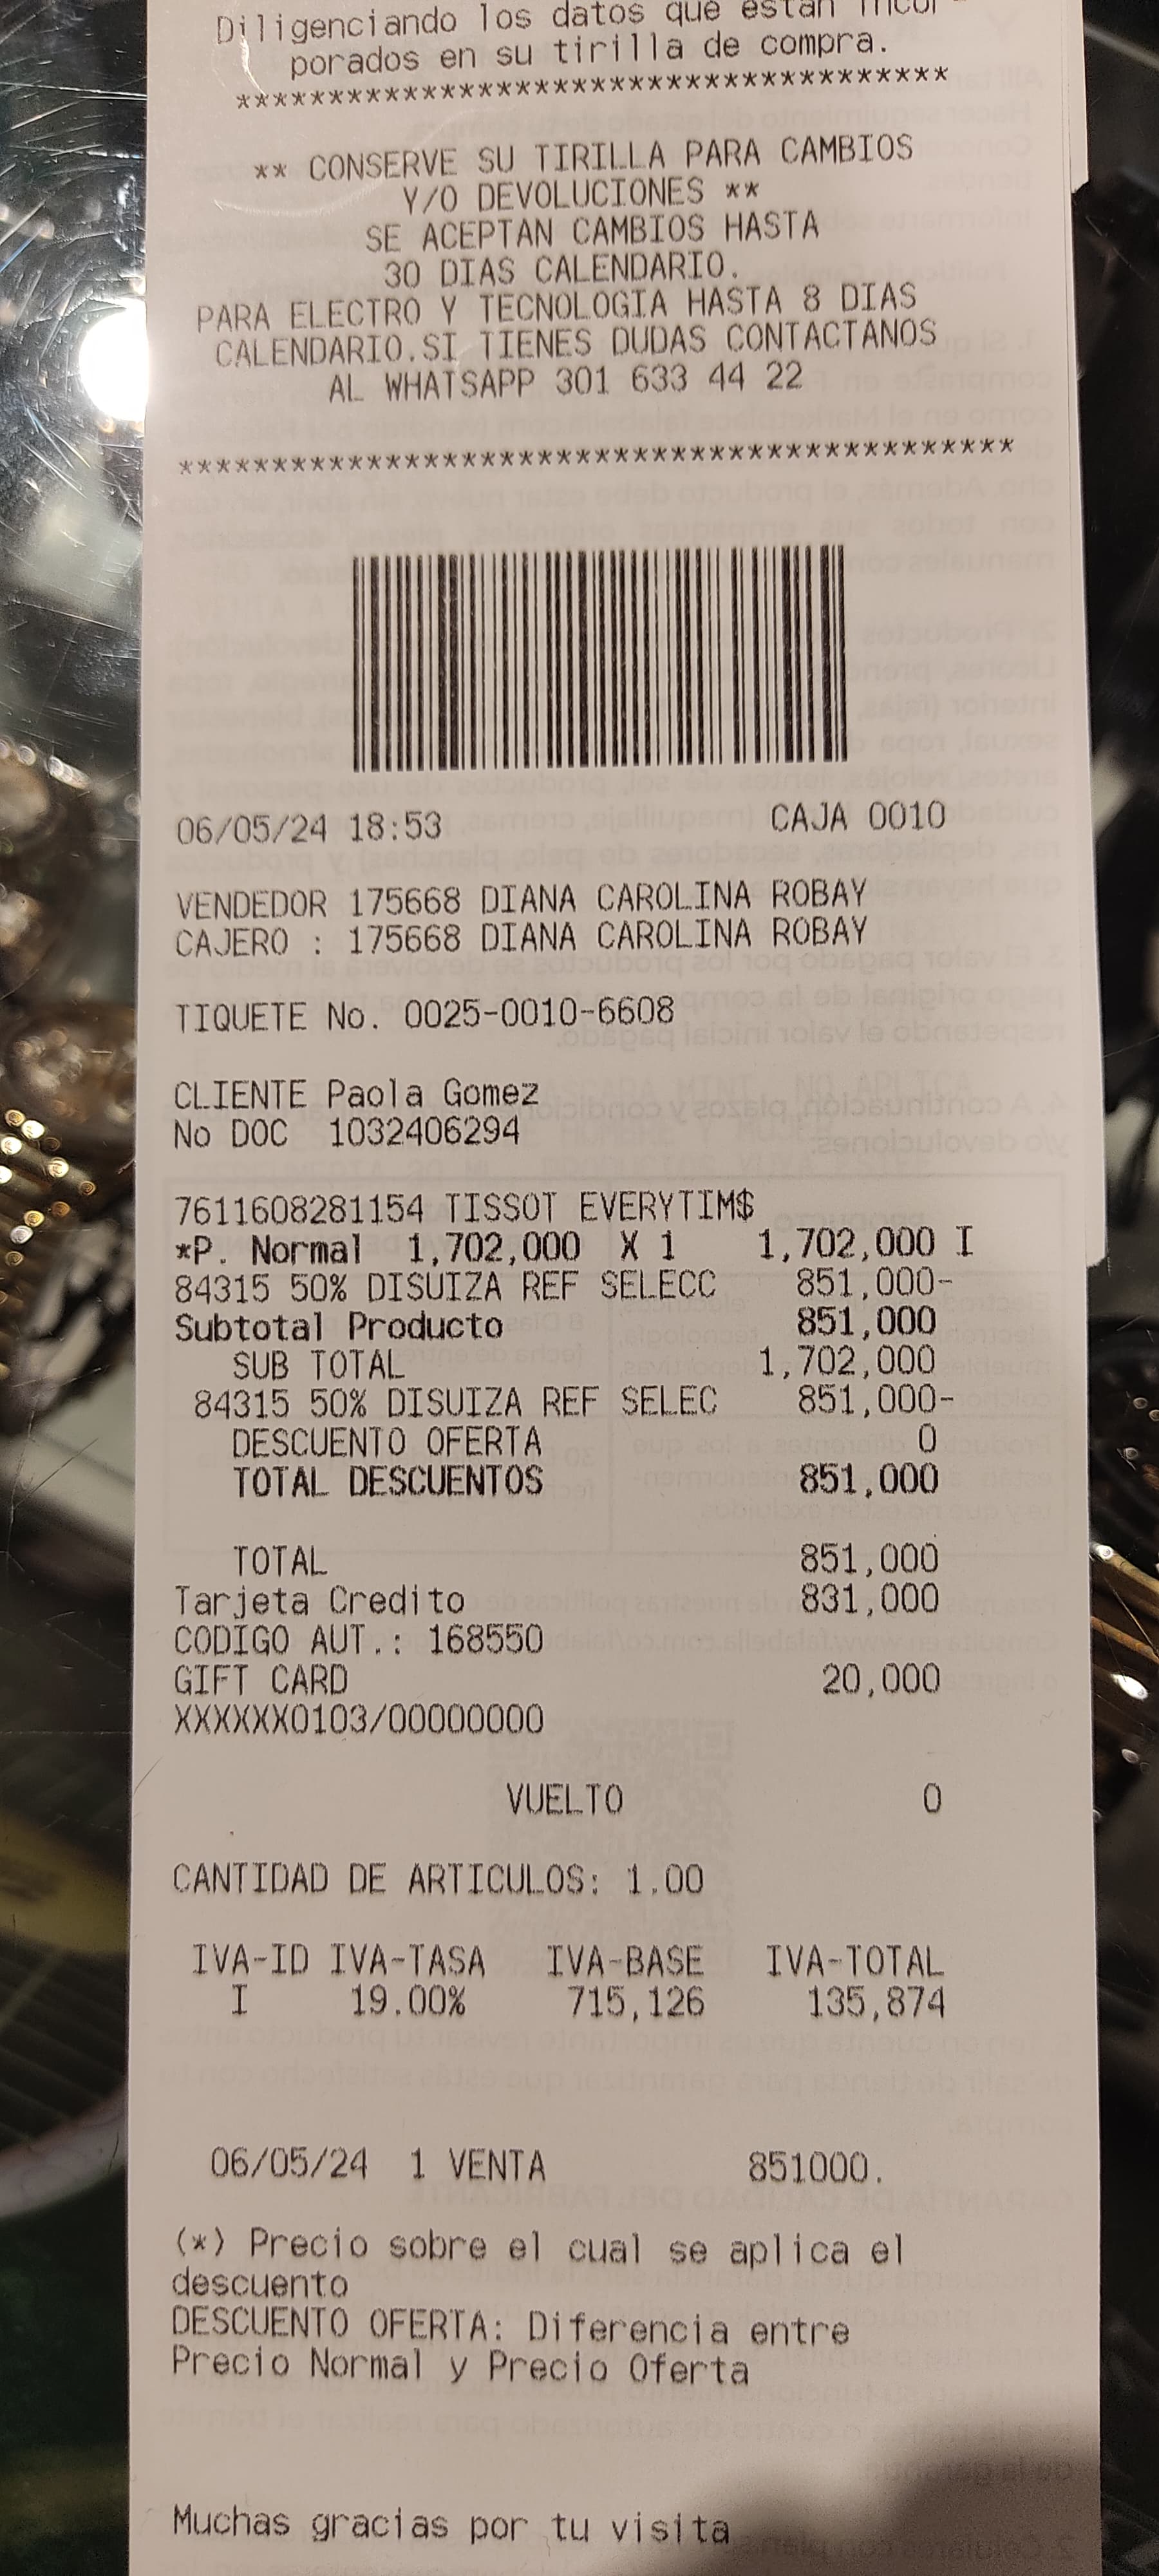 Diligenciando los datos que están incor-
porados en su tirilla de compra.
**************************************
** CONSERVE SU TIRILLA PARA CAMBIOS
Y/O DEVOLUCIONES **
SE ACEPTAN CAMBIOS HASTA
30 DIAS CALENDARIO.
PARA ELECTRO Y TECNOLOGIA HASTA 8 DIAS
CALENDARIO.SI TIENES DUDAS CONTACTANOS
AL WHATSAPP 301 633 44 22
********************************************
06/05/24 18:53 CAJA 0010
VENDEDOR 175668 DIANA CAROLINA ROBAY
CAJERO : 175668 DIANA CAROLINA ROBAY
TIQUETE No. 0025-0010-6608
CLIENTE Paola Gomez
No DOC 1032406294
7611608281154 TISSOT EVERYTIM$
*P. Normal 1,702,000 X 1 1,702,000 I
84315 50% DISUIZA REF SELECC 851,000-
Subtotal Producto 851,000
SUB TOTAL 1,702,000
84315 50% DISUIZA REF SELEC 851,000-
DESCUENTO OFERTA 0
TOTAL DESCUENTOS 851,000
TOTAL 851,000
Tarjeta Credito 831,000
CODIGO AUT.: 168550
GIFT CARD 20,000
XXXXXX0103/00000000
VUELTO 0
CANTIDAD DE ARTICULOS: 1.00
IVA-ID IVA-TASA IVA-BASE IVA-TOTAL
I 19.00% 715,126 135,874
06/05/24 1 VENTA 851000.
(*) Precio sobre el cual se aplica el
descuento
DESCUENTO OFERTA: Diferencia entre
Precio Normal y Precio Oferta
Muchas gracias por tu visita